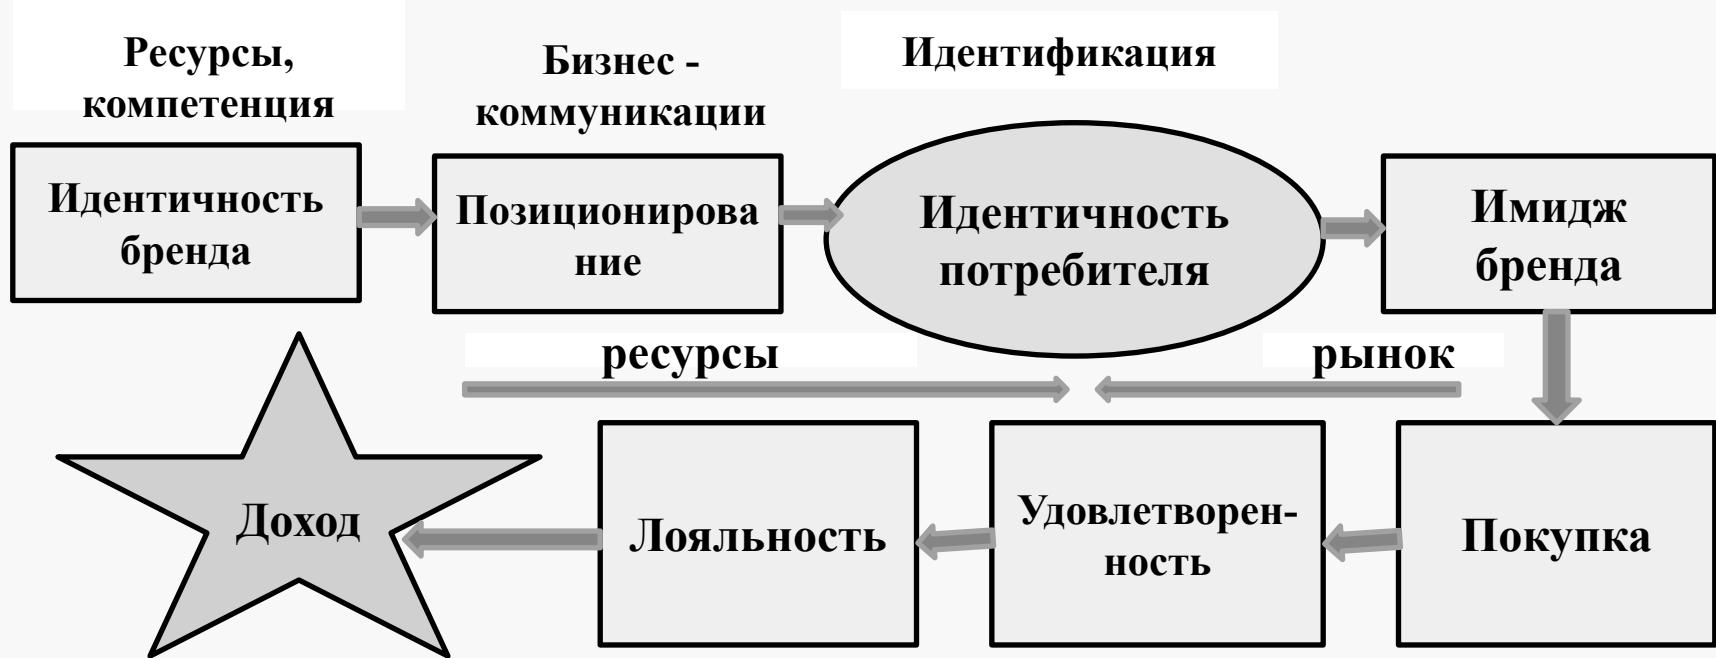 Ресурсы,
компетенция
Бизнес -
коммуникации
Идентификация
Идентичность
бренда
Позиционирова
ние
Идентичность
потребителя
Имидж
бренда
ресурсы
рынок
Доход
Лояльность
Удовлетворен-
ность
Покупка